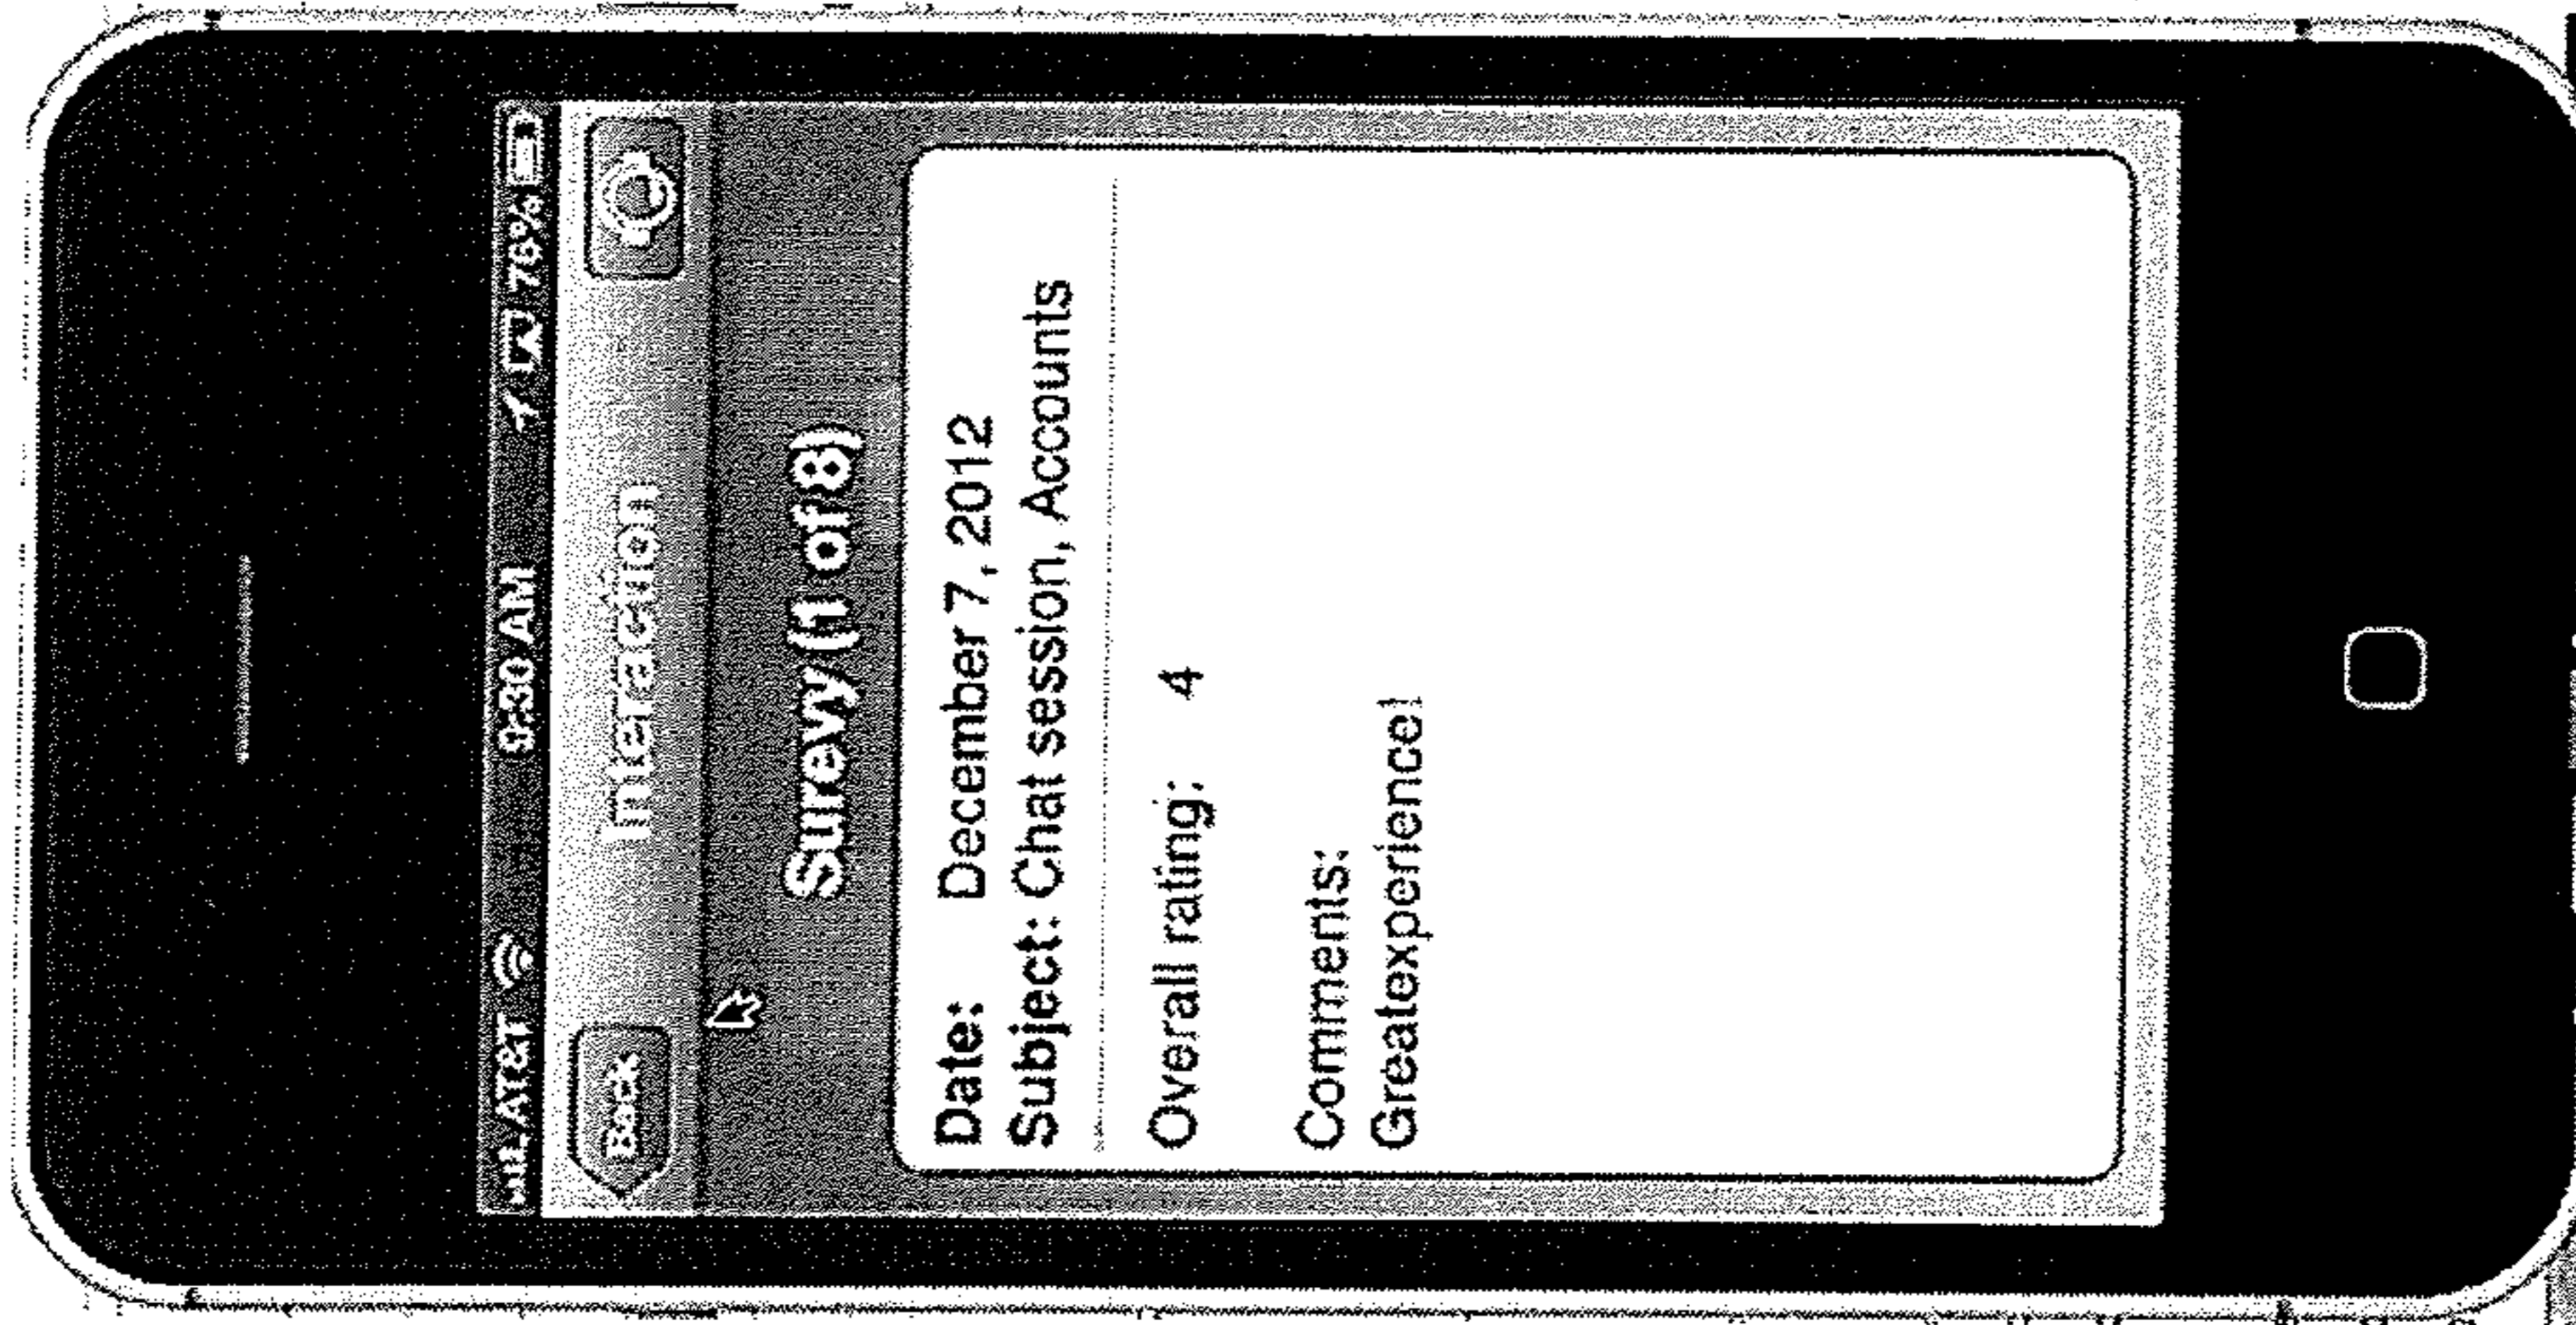 AT&T 9:30 AM 76%
Back Interaction
Surevy (1 of 8)
Date: December 7, 2012
Subject: Chat session, Accounts
Overall rating: 4
Comments:
Greatexperience!